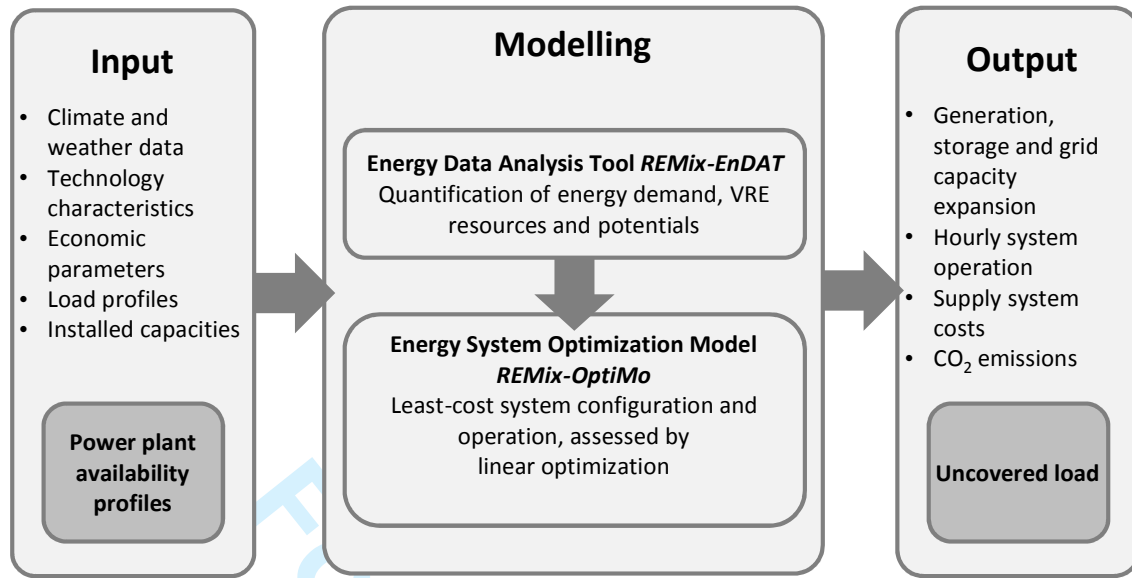 Input
• Climate and
weather data
• Technology
characteristics
• Economic
parameters
• Load profiles
• Installed capacities
Power plant
availability
profiles
Modelling
Energy Data Analysis Tool REMix-EnDAT
Quantification of energy demand, VRE
resources and potentials
Energy System Optimization Model
REMix-OptiMo
Least-cost system configuration and
operation, assessed by
linear optimization
Output
• Generation,
storage and grid
capacity
expansion
• Hourly system
operation
• Supply system
costs
• CO₂ emissions
Uncovered load